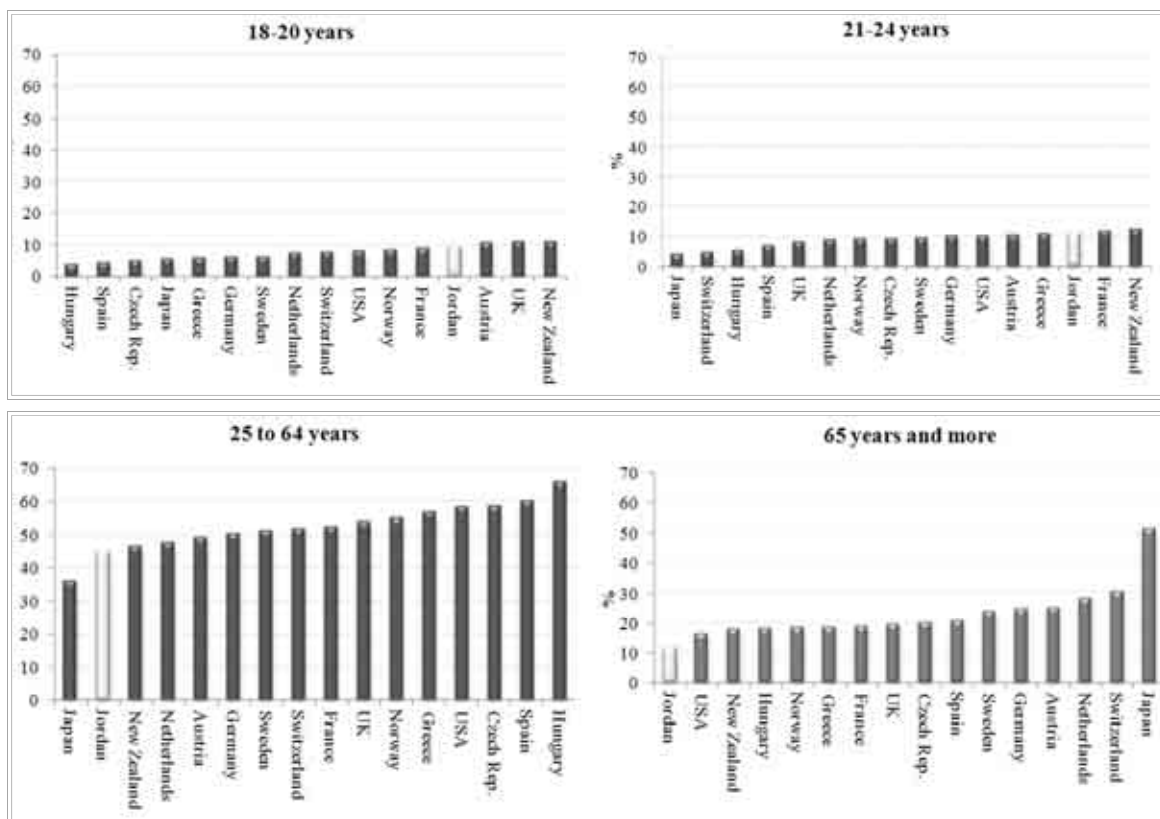 18-20 years
70
60
50
40
30
20
10
0
Hungary
Spain
Czech Rep.
Japan
Greece
Germany
Sweden
Netherlands
Switzerland
USA
Norway
France
Jordan
Austria
UK
New Zealand
21-24 years
%
70
60
50
40
30
20
10
0
Japan
Switzerland
Hungary
Spain
UK
Netherlands
Norway
Czech Rep.
Sweden
Germany
USA
Austria
Greece
Jordan
France
New Zealand
25 to 64 years
70
60
50
40
30
20
10
0
Japan
Jordan
New Zealand
Netherlands
Austria
Germany
Sweden
Switzerland
France
UK
Norway
Greece
USA
Czech Rep.
Spain
Hungary
65 years and more
%
70
60
50
40
30
20
10
0
Jordan
USA
New Zealand
Hungary
Norway
Greece
France
UK
Czech Rep.
Spain
Sweden
Germany
Austria
Netherlands
Switzerland
Japan